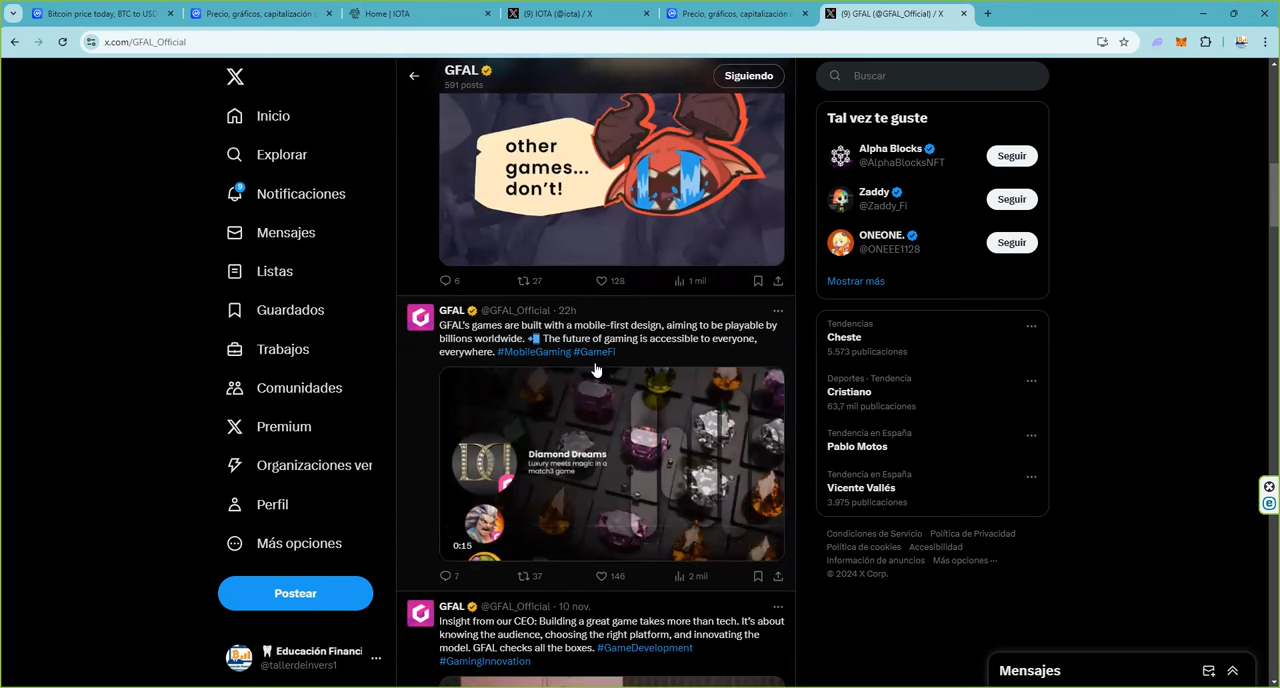 Bitcoin price today, BTC to USD
Precio, gráficos, capitalización
Home | IOTA
(9) IOTA (@iota) / X
Precio, gráficos, capitalización
(9) GFAL (@GFAL_Official) / X
x.com/GFAL_Official
Inicio
Explorar
9
Notificaciones
Mensajes
Listas
Guardados
Trabajos
Comunidades
Premium
Organizaciones ver
Perfil
Más opciones
Postear
Educación Financi
@tallerdeinvers1
GFAL
591 posts
Siguiendo
other
games...
don't!
6
27
128
1 mil
GFAL @GFAL_Official · 22h
GFAL's games are built with a mobile-first design, aiming to be playable by
billions worldwide. The future of gaming is accessible to everyone,
everywhere. #MobileGaming #GameFi
Diamond Dreams
Luxury meets magic in a
match3 game
0:15
7
37
146
2 mil
GFAL @GFAL_Official · 10 nov.
Insight from our CEO: Building a great game takes more than tech. It's about
knowing the audience, choosing the right platform, and innovating the
model. GFAL checks all the boxes. #GameDevelopment
#GamingInnovation
Buscar
Tal vez te guste
Alpha Blocks
@AlphaBlocksNFT
Seguir
Zaddy
@Zaddy_Fi
Seguir
ONEONE.
@ONEEE1128
Seguir
Mostrar más
Tendencias
Cheste
5.573 publicaciones
Deportes · Tendencia
Cristiano
63,7 mil publicaciones
Tendencia en España
Pablo Motos
Tendencia en España
Vicente Vallés
3.975 publicaciones
Condiciones de Servicio Política de Privacidad
Política de cookies Accesibilidad
Información de anuncios Más opciones ···
© 2024 X Corp.
Mensajes